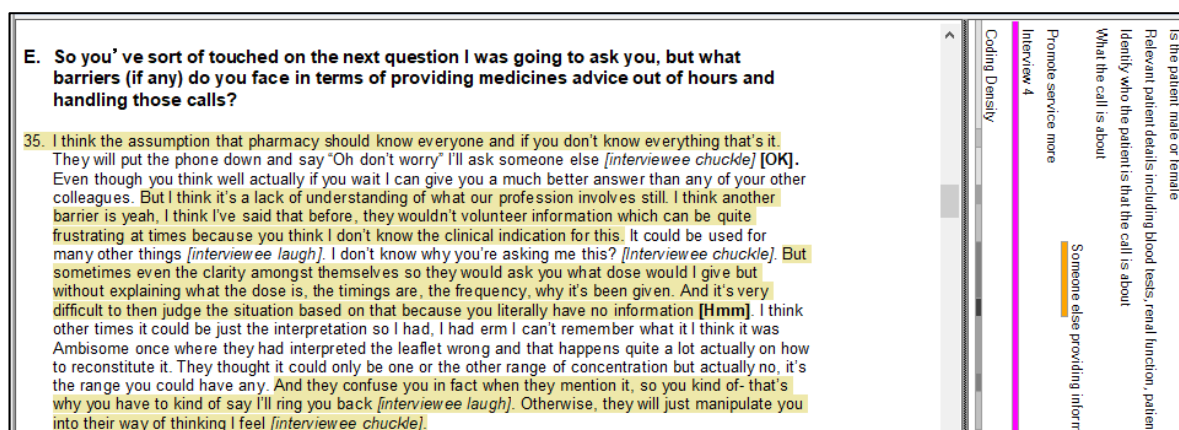 E. So you've sort of touched on the next question I was going to ask you, but what
barriers (if any) do you face in terms of providing medicines advice out of hours and
handling those calls?
35. I think the assumption that pharmacy should know everyone and if you don't know everything that's it.
They will put the phone down and say "Oh don't worry" I'll ask someone else [interviewee chuckle] [OK].
Even though you think well actually if you wait I can give you a much better answer than any of your other
colleagues. But I think it's a lack of understanding of what our profession involves still. I think another
barrier is yeah, I think I've said that before, they wouldn't volunteer information which can be quite
frustrating at times because you think I don't know the clinical indication for this. It could be used for
many other things [interviewee laugh]. I don't know why you're asking me this? [Interviewee chuckle]. But
sometimes even the clarity amongst themselves so they would ask you what dose would I give but
without explaining what the dose is, the timings are, the frequency, why it's been given. And it's very
difficult to then judge the situation based on that because you literally have no information [Hmm]. I think
other times it could be just the interpretation so I had, I had erm I can't remember what it I think it was
Ambisome once where they had interpreted the leaflet wrong and that happens quite a lot actually on how
to reconstitute it. They thought it could only be one or the other range of concentration but actually no, it's
the range you could have any. And they confuse you in fact when they mention it, so you kind of- that's
why you have to kind of say I'll ring you back [interviewee laugh]. Otherwise, they will just manipulate you
into their way of thinking I feel [interviewee chuckle].
Is the patient male or female
Relevant patient details including blood tests, renal function, patien
Identify who the patient is that the call is about
What the call is about
Someone else providing inform
Promote service more
Interview 4
Coding Density